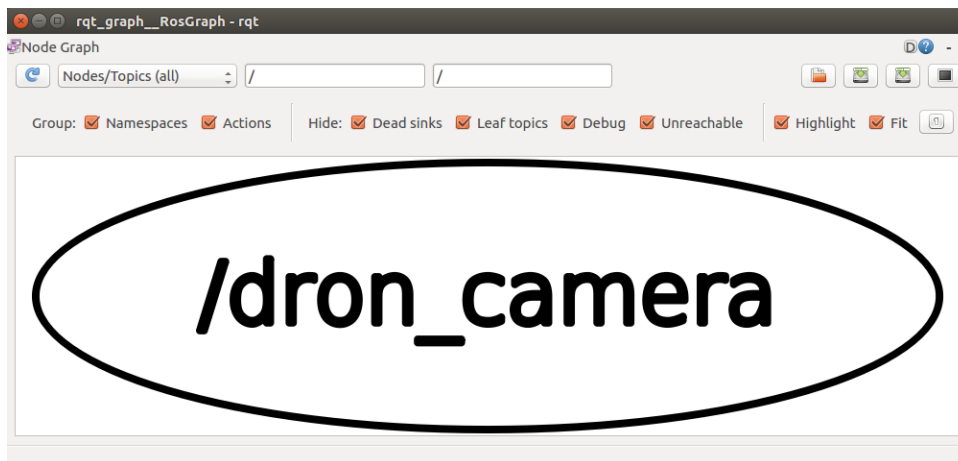 rqt_graph__RosGraph - rqt
Node Graph
D
-
Nodes/Topics (all)
/
/
Group: Namespaces Actions Hide: Dead sinks Leaf topics Debug Unreachable Highlight Fit
/dron_camera